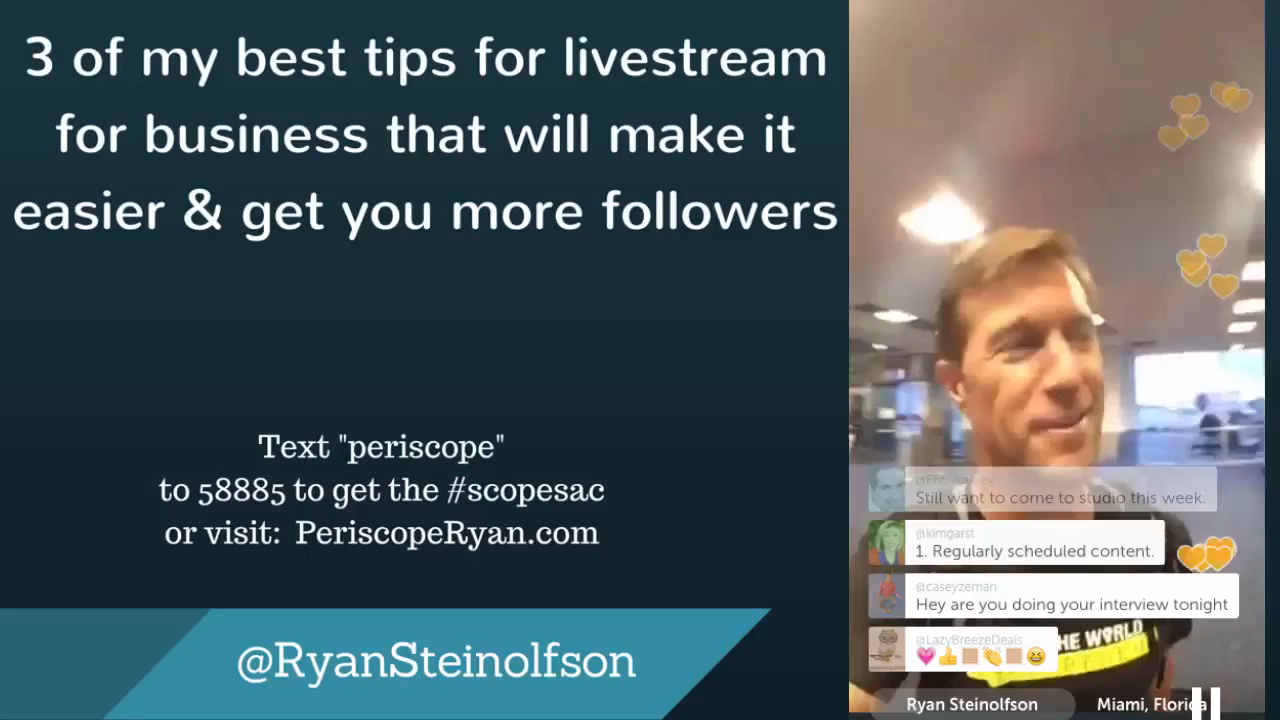 3 of my best tips for livestream
for business that will make it
easier & get you more followers
Text "periscope"
to 58885 to get the #scopesac
or visit: PeriscopeRyan.com
@RyanSteinolfson
Still want to come to studio this week.
@kimgarst
1. Regularly scheduled content.
@caseyzeman
Hey are you doing your interview tonight
@LazyBreezeDeals
💗👍🏽👏🏽😆
THE WORLD
Ryan Steinolfson
Miami, Florida